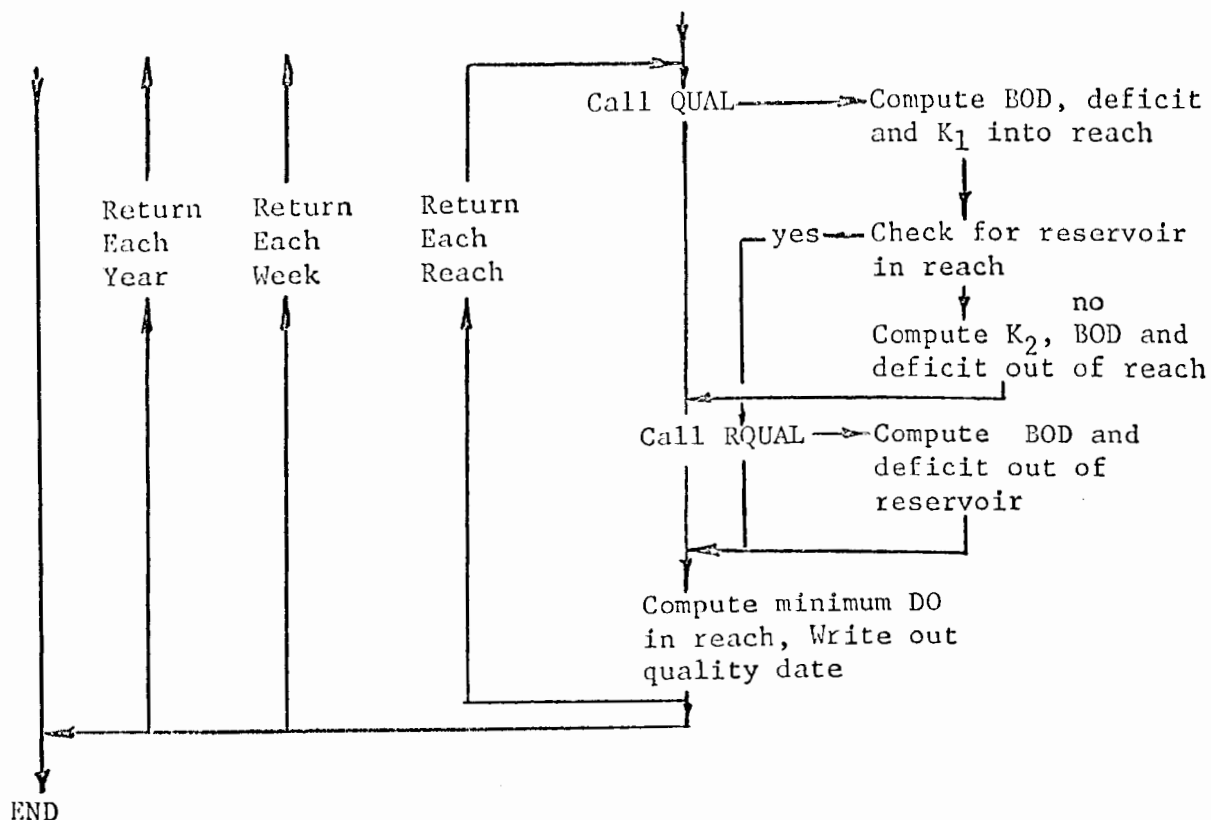 Call QUAL
Compute BOD, deficit
and K1 into reach
Return
Each
Year
Return
Each
Week
Return
Each
Reach
yes
Check for reservoir
in reach
no
Compute K2, BOD and
deficit out of reach
Call RQUAL
Compute BOD and
deficit out of
reservoir
Compute minimum DO
in reach, Write out
quality date
END